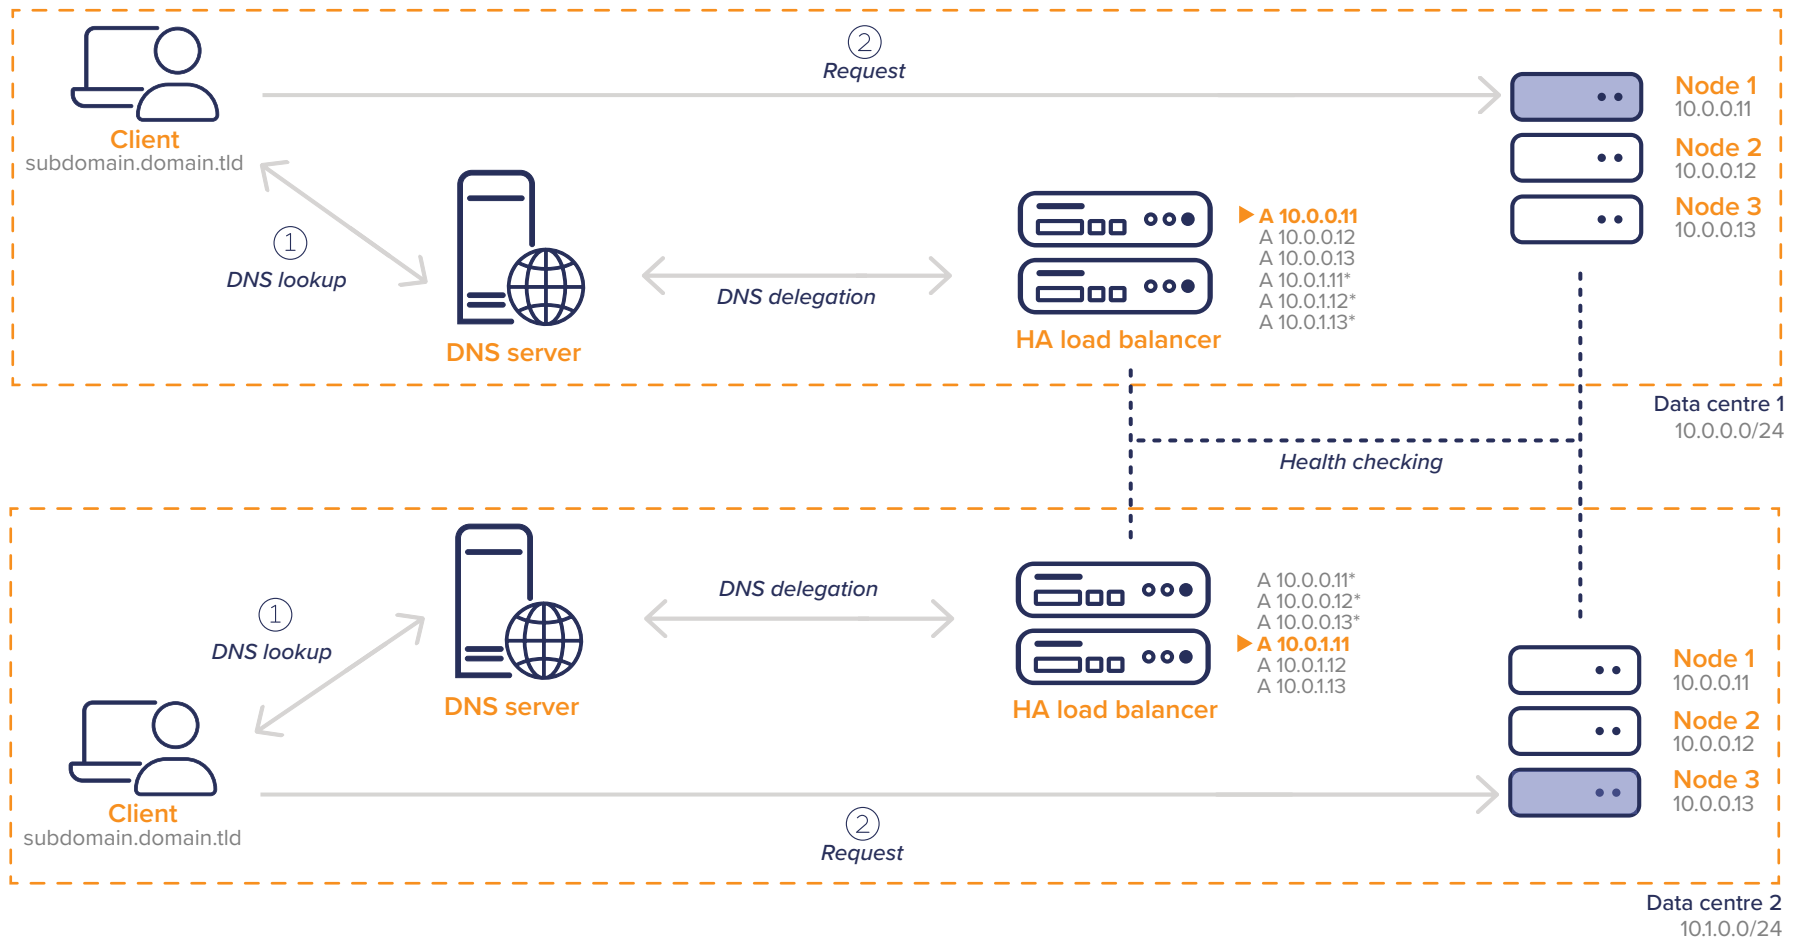 2
Request
Client
subdomain.domain.tld
Node 1
10.0.0.11
Node 2
10.0.0.12
Node 3
10.0.0.13
1
DNS lookup
DNS server
DNS delegation
HA load balancer
A 10.0.0.11
A 10.0.0.12
A 10.0.0.13
A 10.0.1.11*
A 10.0.1.12*
A 10.0.1.13*
Data centre 1
10.0.0.0/24
Health checking
1
DNS lookup
DNS server
DNS delegation
HA load balancer
A 10.0.0.11*
A 10.0.0.12*
A 10.0.0.13*
A 10.0.1.11
A 10.0.1.12
A 10.0.1.13
Node 1
10.0.0.11
Node 2
10.0.0.12
Node 3
10.0.0.13
Client
subdomain.domain.tld
2
Request
Data centre 2
10.1.0.0/24